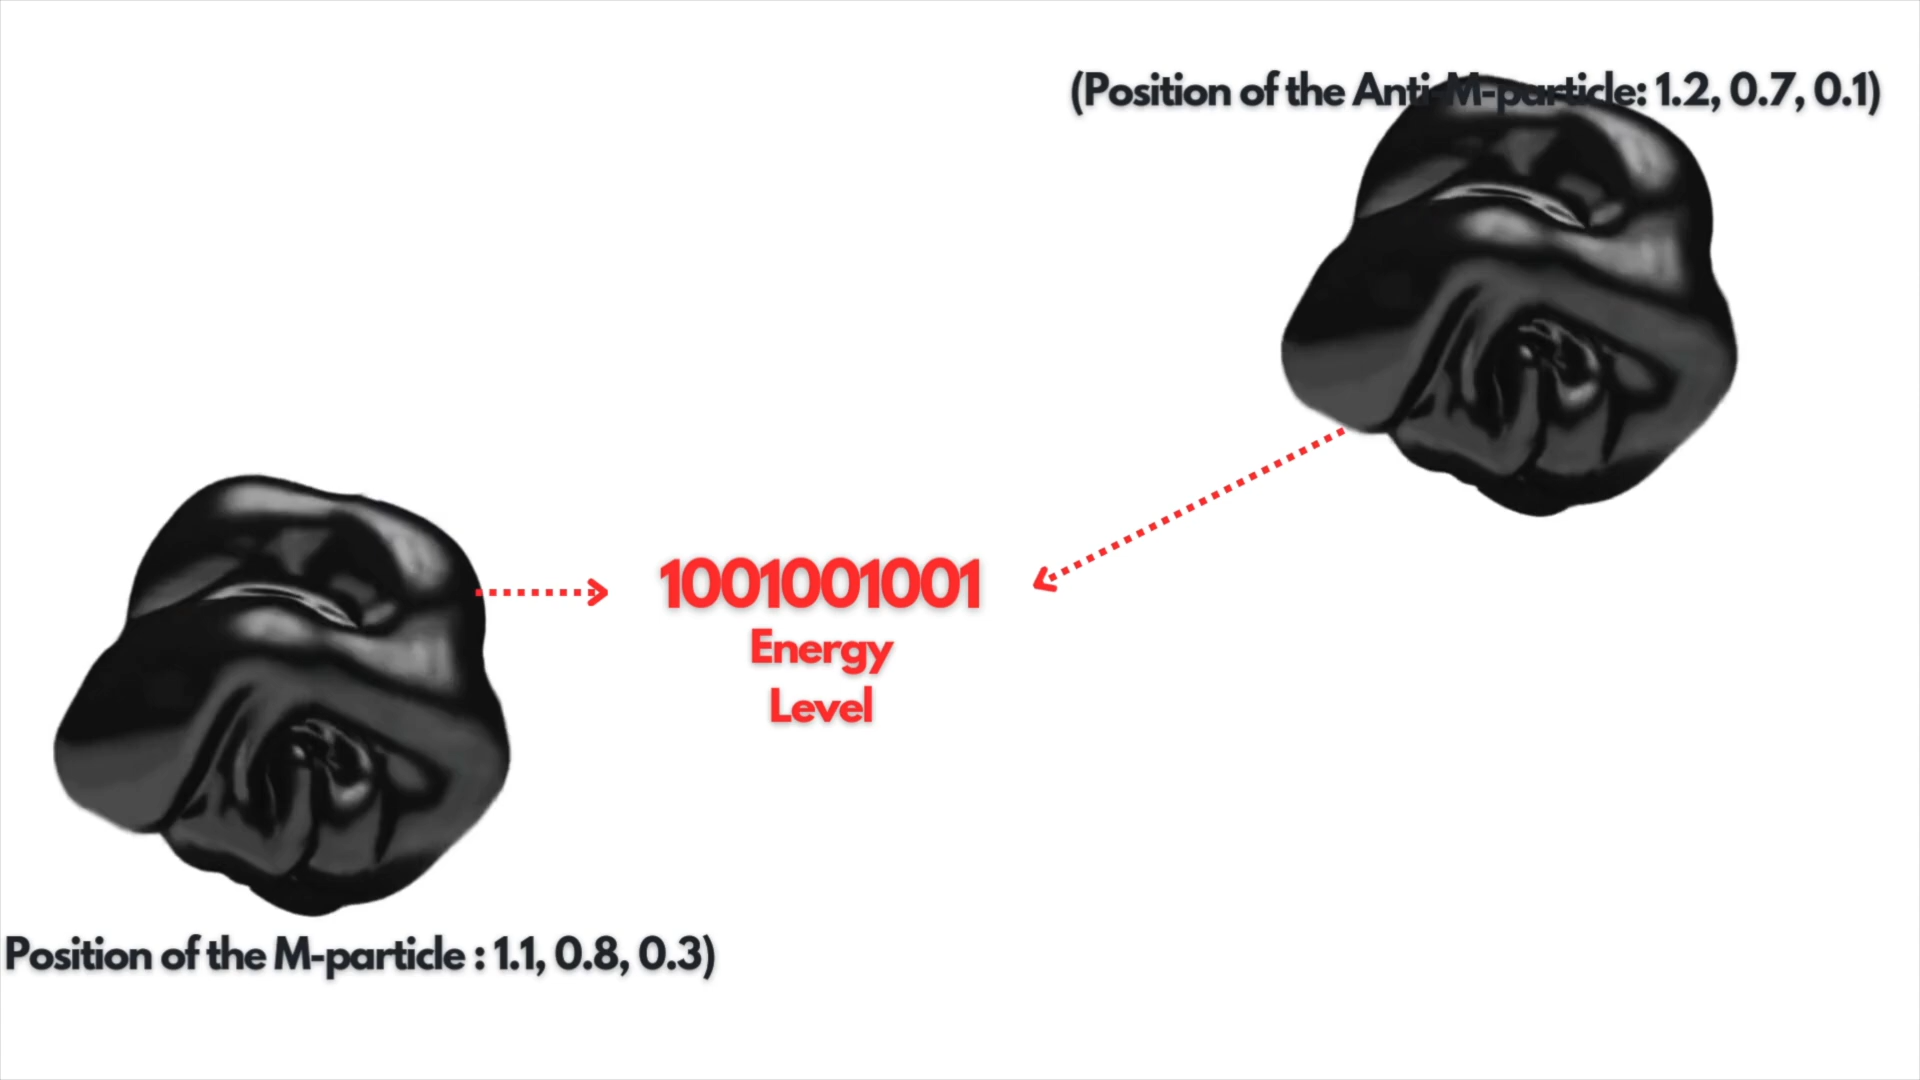 (Position of the Anti-M-particle: 1.2, 0.7, 0.1)
1001001001
Energy
Level
Position of the M-particle : 1.1, 0.8, 0.3)